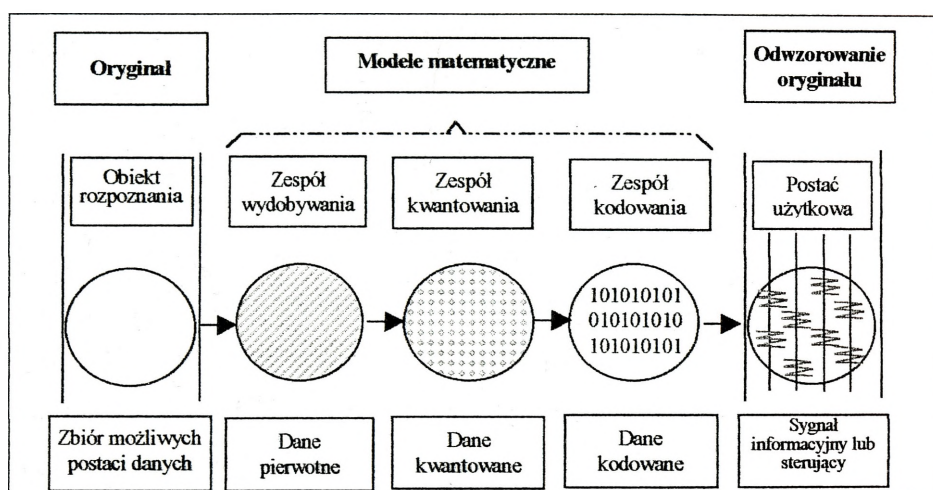 Oryginał
Modele matematyczne
Odwzorowanie
oryginału
Obiekt
rozpoznania
Zespół
wydobywania
Zespół
kwantowania
Zespół
kodowania
Postać
użytkowa
101010101
010101010
101010101
Zbiór możliwych
postaci danych
Dane
pierwotne
Dane
kwantowane
Dane
kodowane
Sygnał
informacyjny lub
sterujący